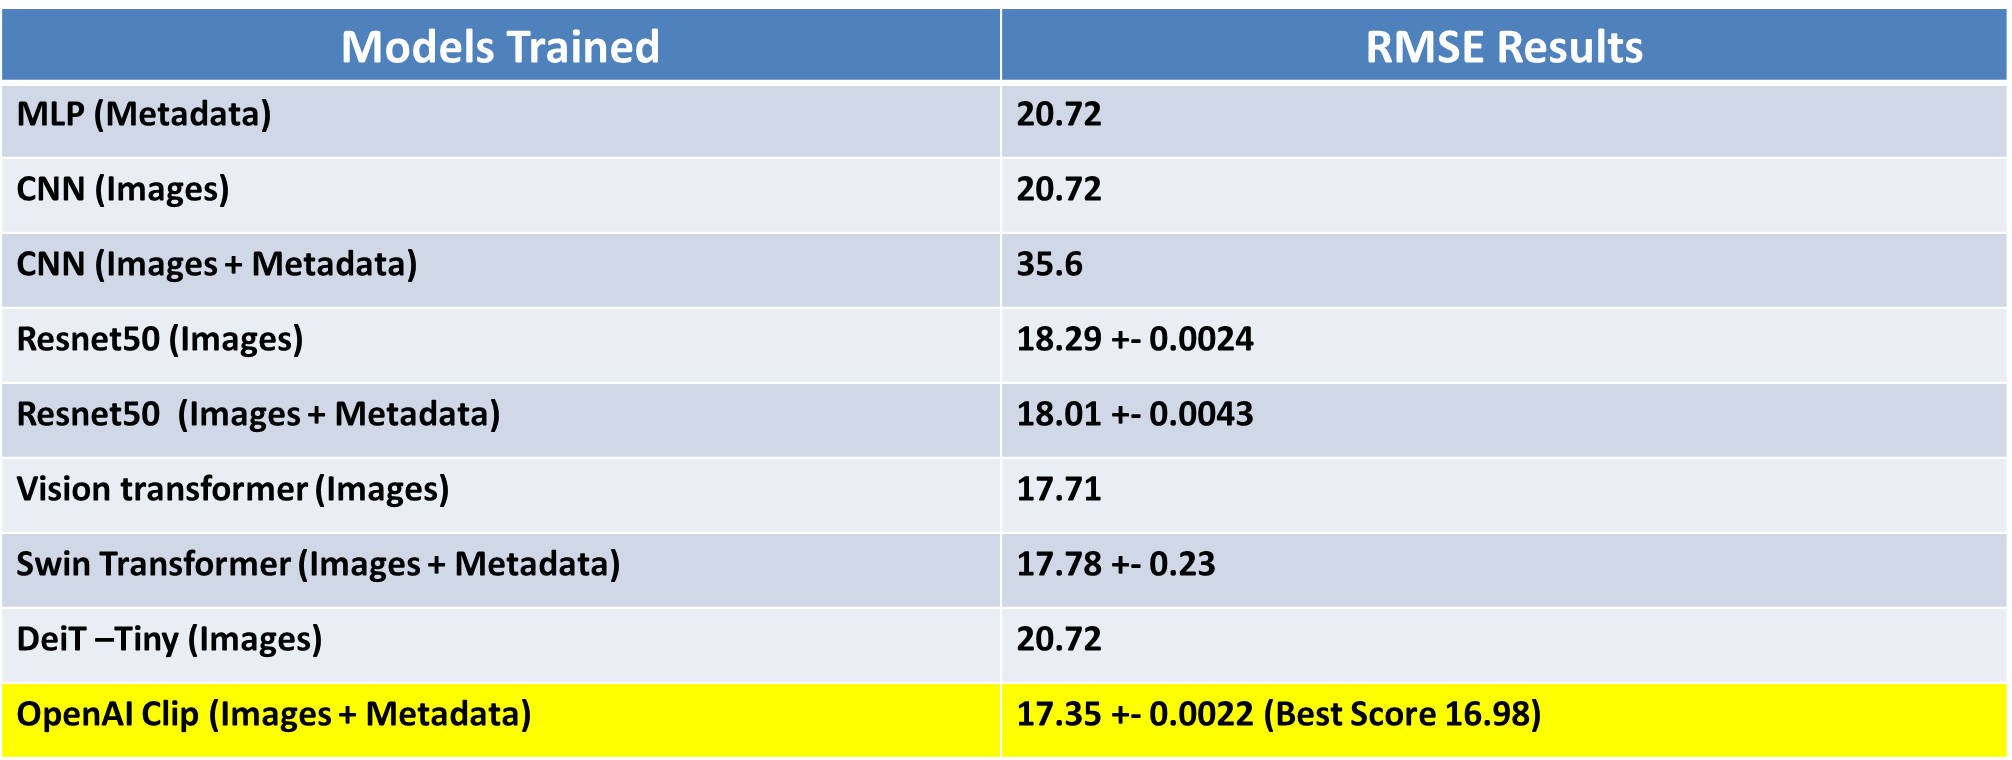 Models Trained RMSE Results
MLP (Metadata) 20.72
CNN (Images) 20.72
CNN (Images + Metadata) 35.6
Resnet50 (Images) 18.29 +- 0.0024
Resnet50 (Images + Metadata) 18.01 +- 0.0043
Vision transformer (Images) 17.71
Swin Transformer (Images + Metadata) 17.78 +- 0.23
DeiT –Tiny (Images) 20.72
OpenAI Clip (Images + Metadata) 17.35 +- 0.0022 (Best Score 16.98)